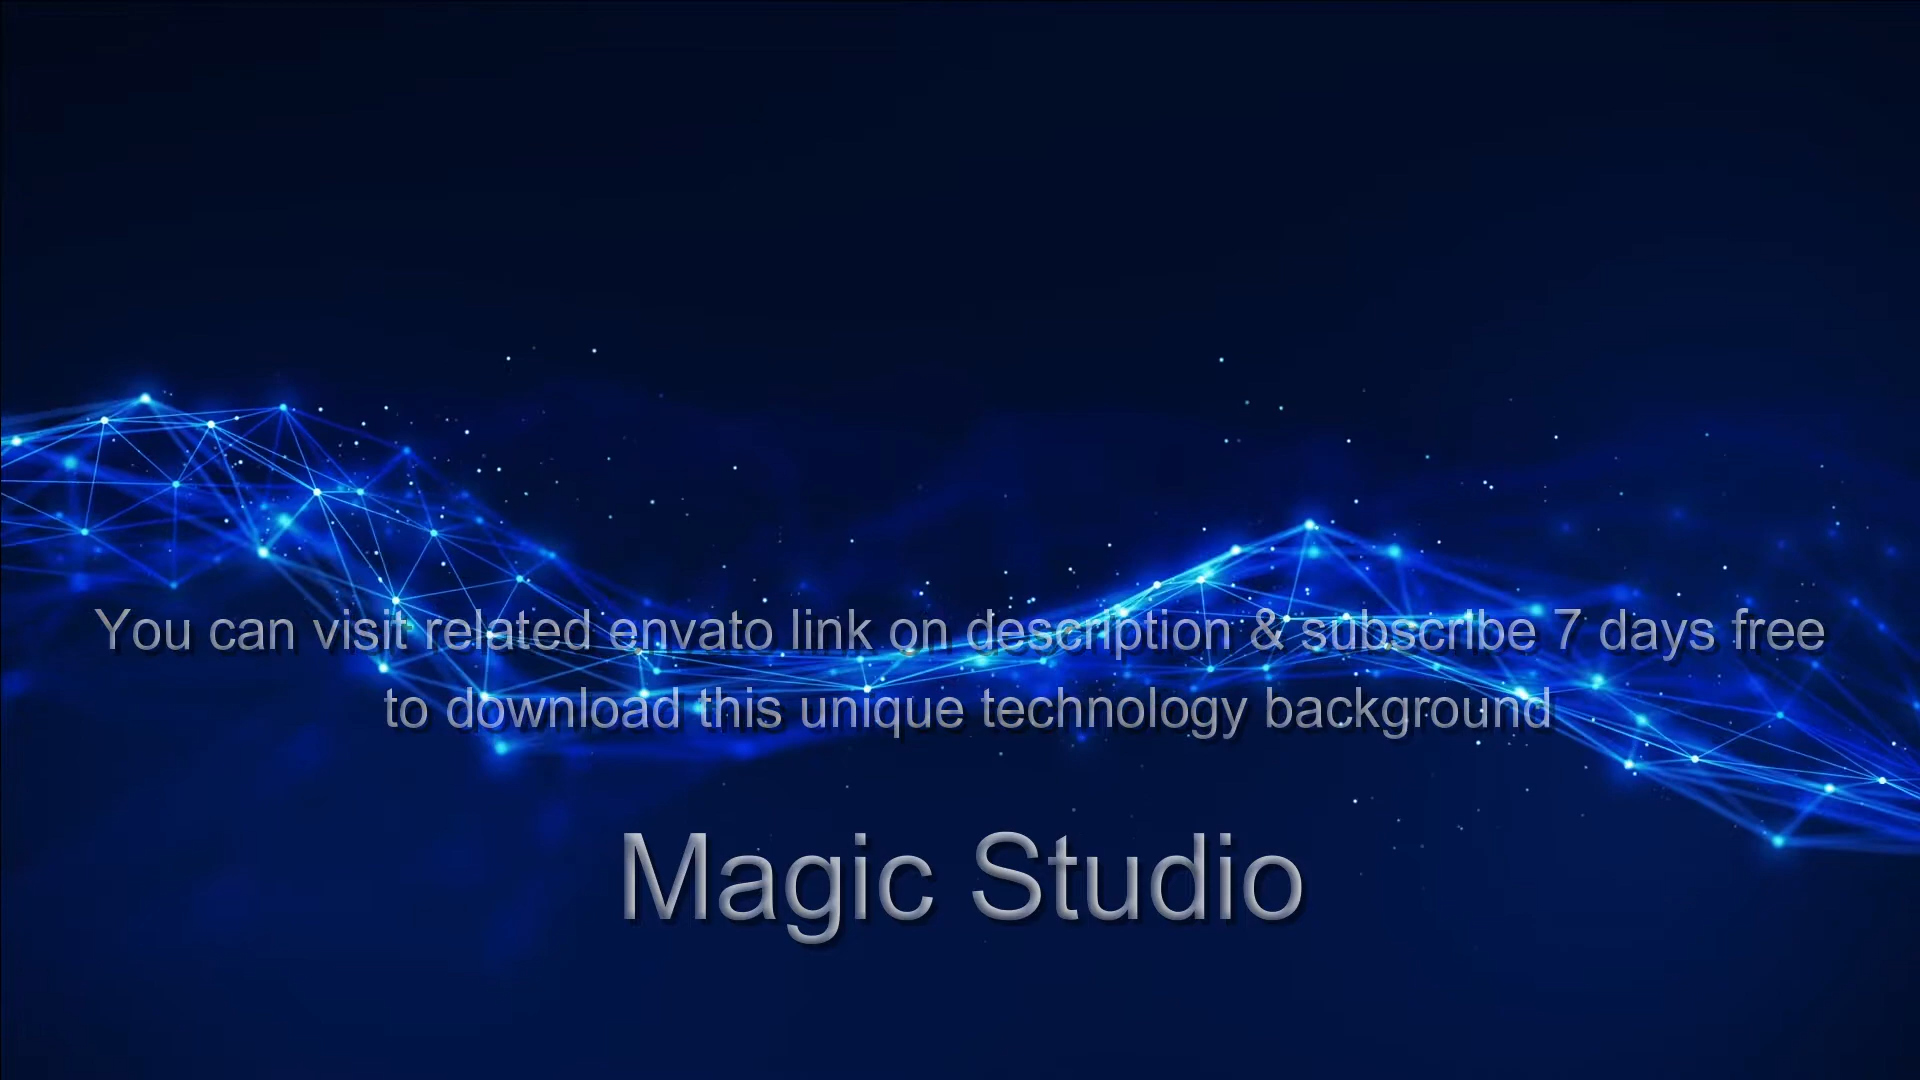 You can visit related envato link on description & subscribe 7 days free
to download this unique technology background
Magic Studio